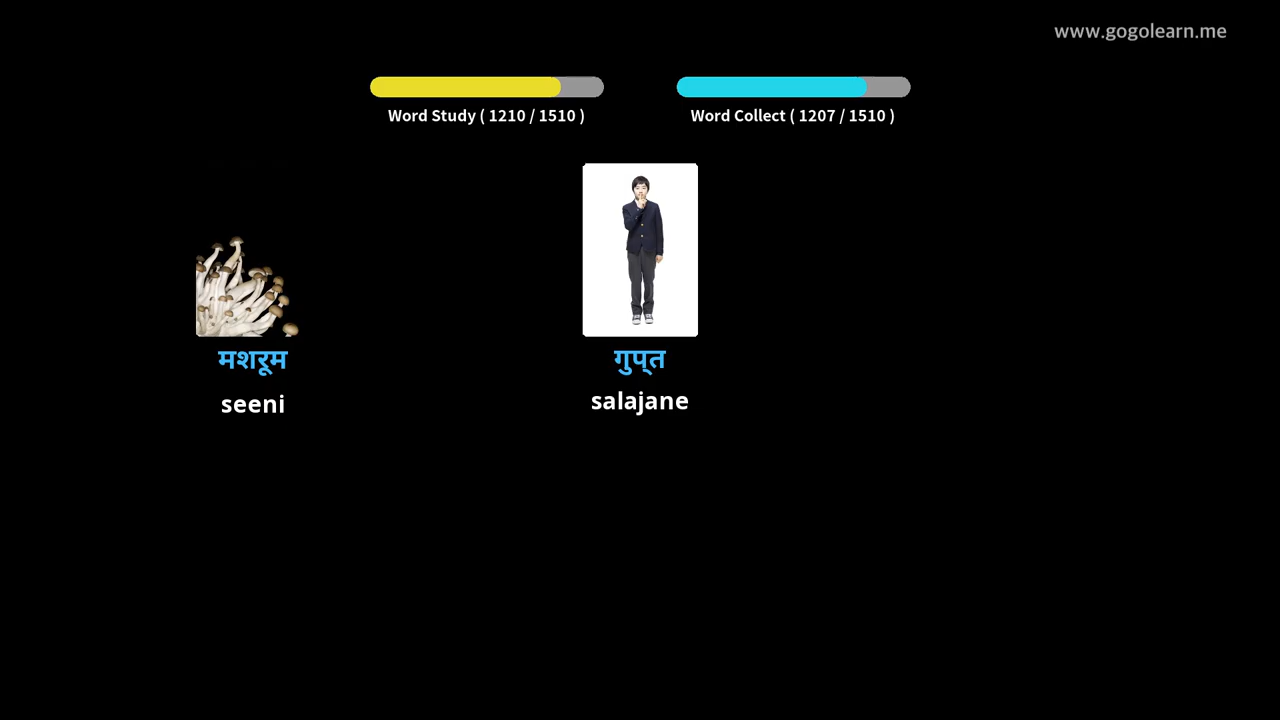 www.gogolearn.me
Word Study ( 1210 / 1510 )
Word Collect ( 1207 / 1510 )
मशरूम
गुप्त
seeni
salajane